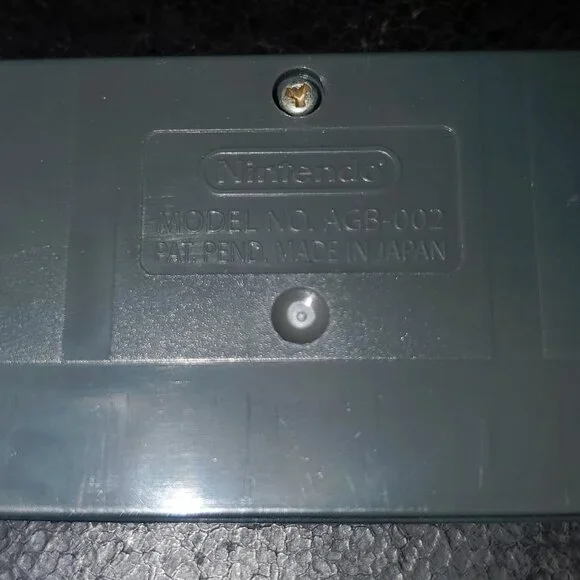 Nintendo
MODEL NO. AGB-002
PAT. PEND. MADE IN JAPAN